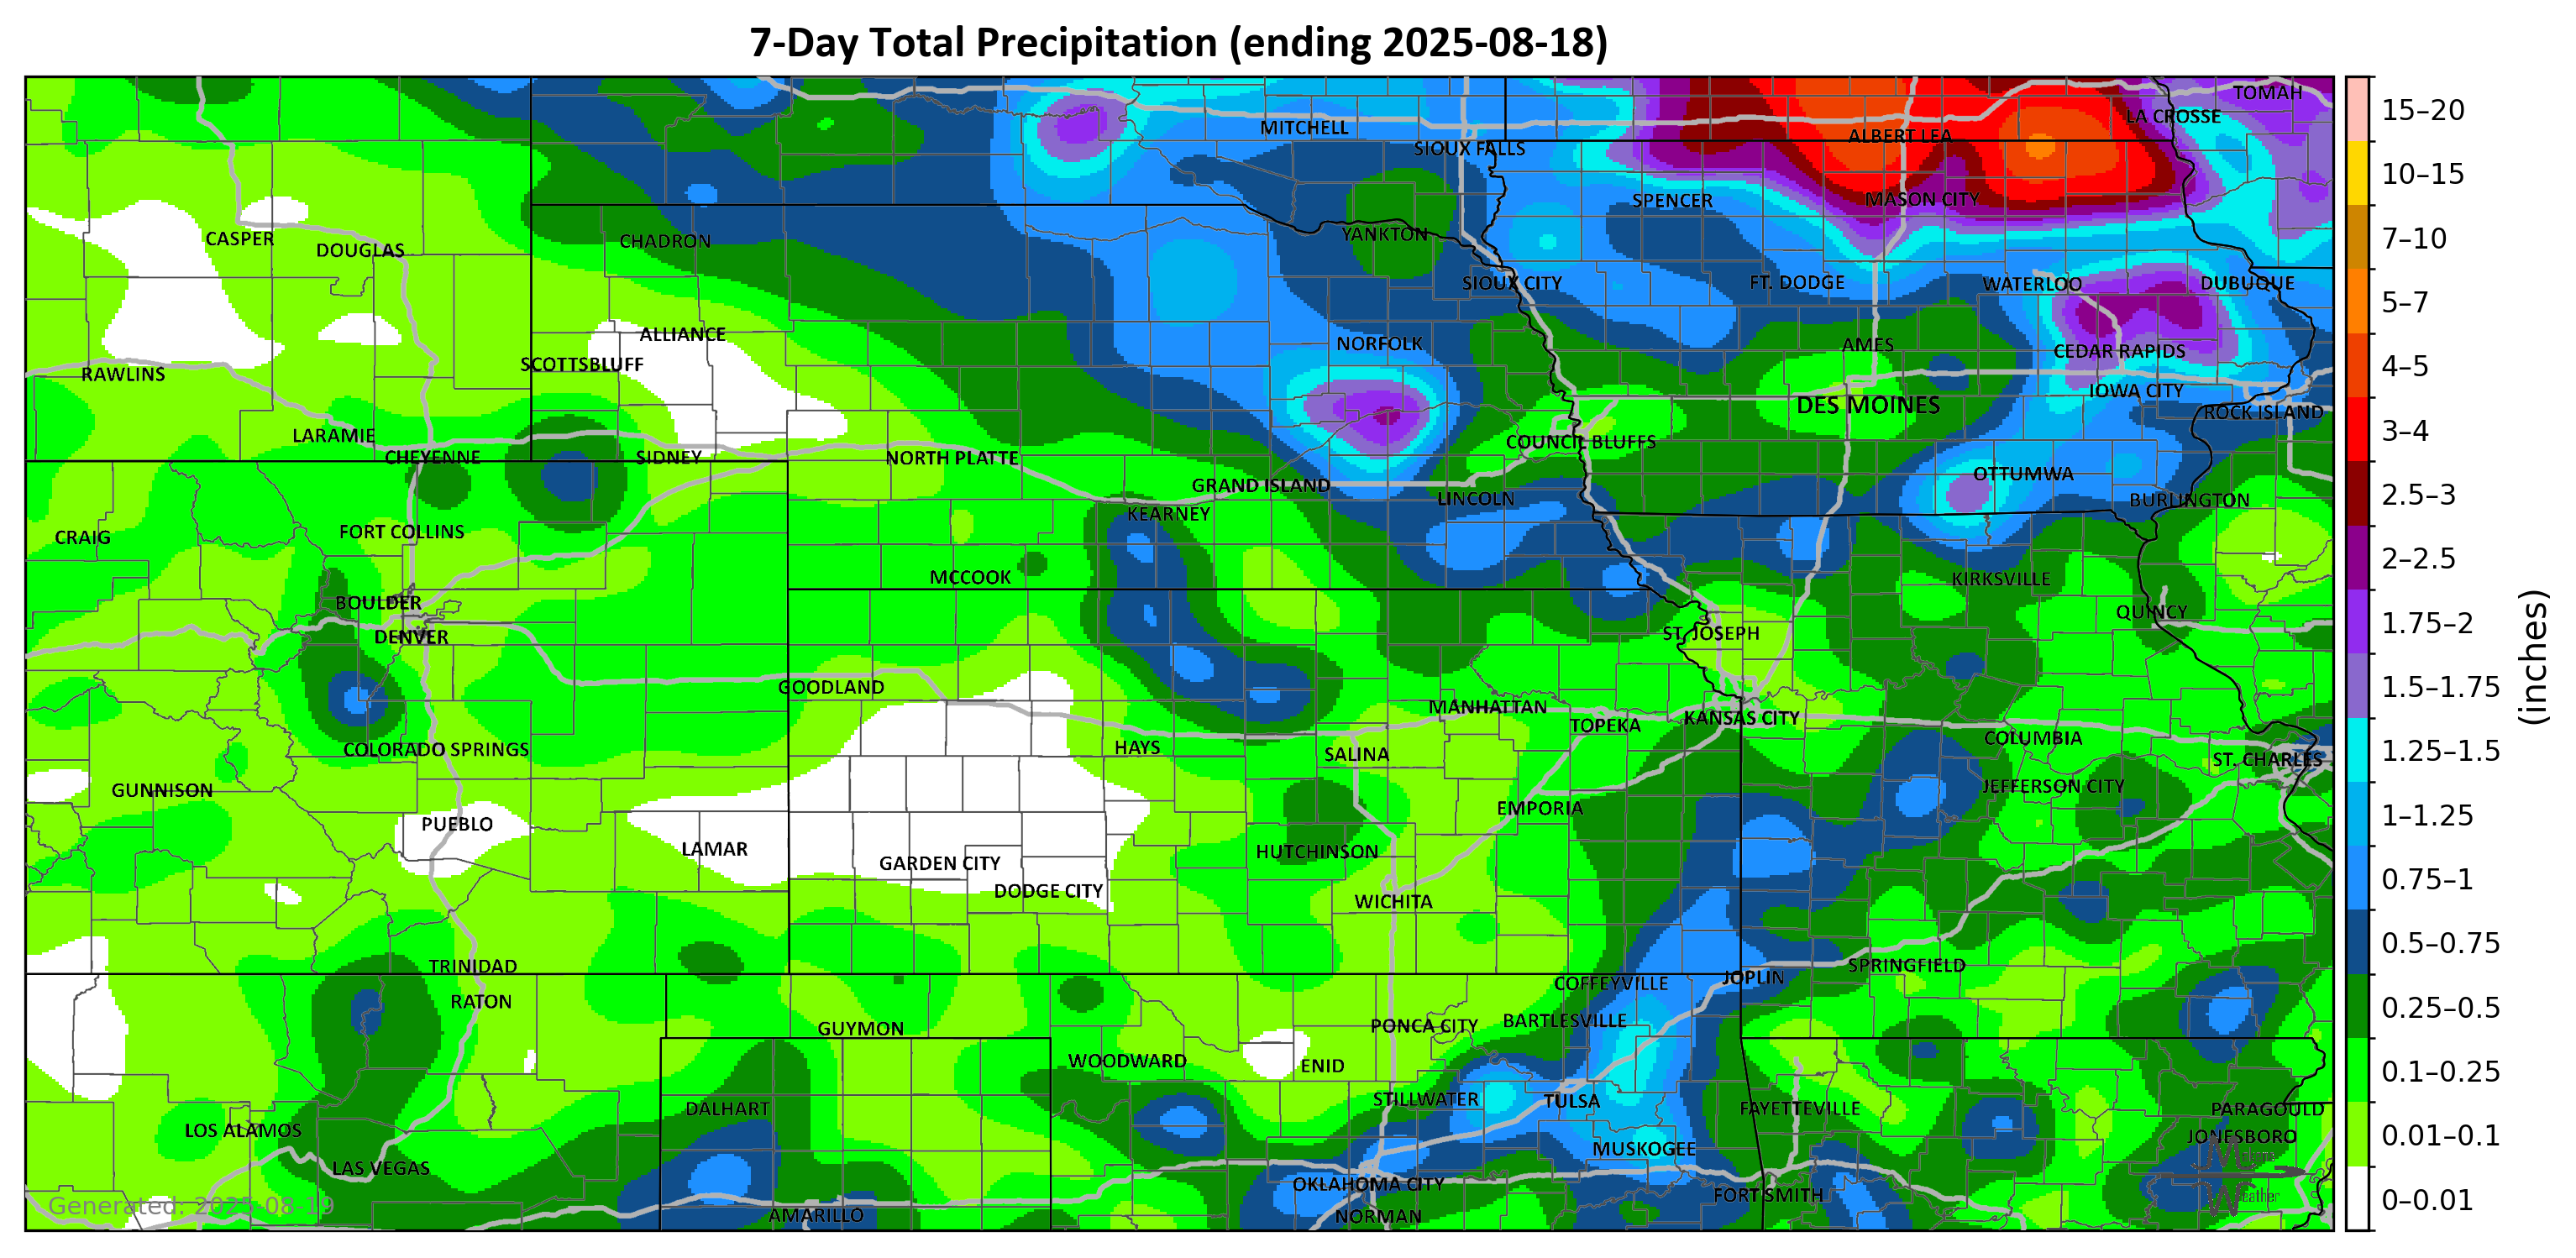 7-Day Total Precipitation (ending 2025-08-18)
TOMAH
LA CROSSE
MITCHELL
ALBERT LEA
SIOUX FALLS
SPENCER
MASON CITY
YANKTON
CASPER
CHADRON
DOUGLAS
SIOUX CITY
FT. DODGE
WATERLOO
DUBUQUE
ALLIANCE
NORFOLK
AMES
CEDAR RAPIDS
SCOTTSBLUFF
RAWLINS
IOWA CITY
DES MOINES
ROCK ISLAND
LARAMIE
COUNCIL BLUFFS
CHEYENNE
SIDNEY
NORTH PLATTE
OTTUMWA
GRAND ISLAND
LINCOLN
BURLINGTON
KEARNEY
FORT COLLINS
CRAIG
MCCOOK
KIRKSVILLE
BOULDER
QUINCY
DENVER
ST. JOSEPH
GOODLAND
MANHATTAN
KANSAS CITY
TOPEKA
COLUMBIA
COLORADO SPRINGS
HAYS
SALINA
ST. CHARLES
GUNNISON
JEFFERSON CITY
EMPORIA
PUEBLO
LAMAR
HUTCHINSON
GARDEN CITY
DODGE CITY
WICHITA
TRINIDAD
SPRINGFIELD
JOPLIN
COFFEYVILLE
RATON
BARTLESVILLE
GUYMON
PONCA CITY
WOODWARD
ENID
STILLWATER
TULSA
DALHART
FAYETTEVILLE
PARAGOULD
LOS ALAMOS
JONESBORO
MUSKOGEE
LAS VEGAS
OKLAHOMA CITY
FORT SMITH
AMARILLO
NORMAN
Generated: 2025-08-19
15–20
10–15
7–10
5–7
4–5
3–4
2.5–3
2–2.5
1.75–2
1.5–1.75
1.25–1.5
1–1.25
0.75–1
0.5–0.75
0.25–0.5
0.1–0.25
0.01–0.1
0–0.01
(inches)